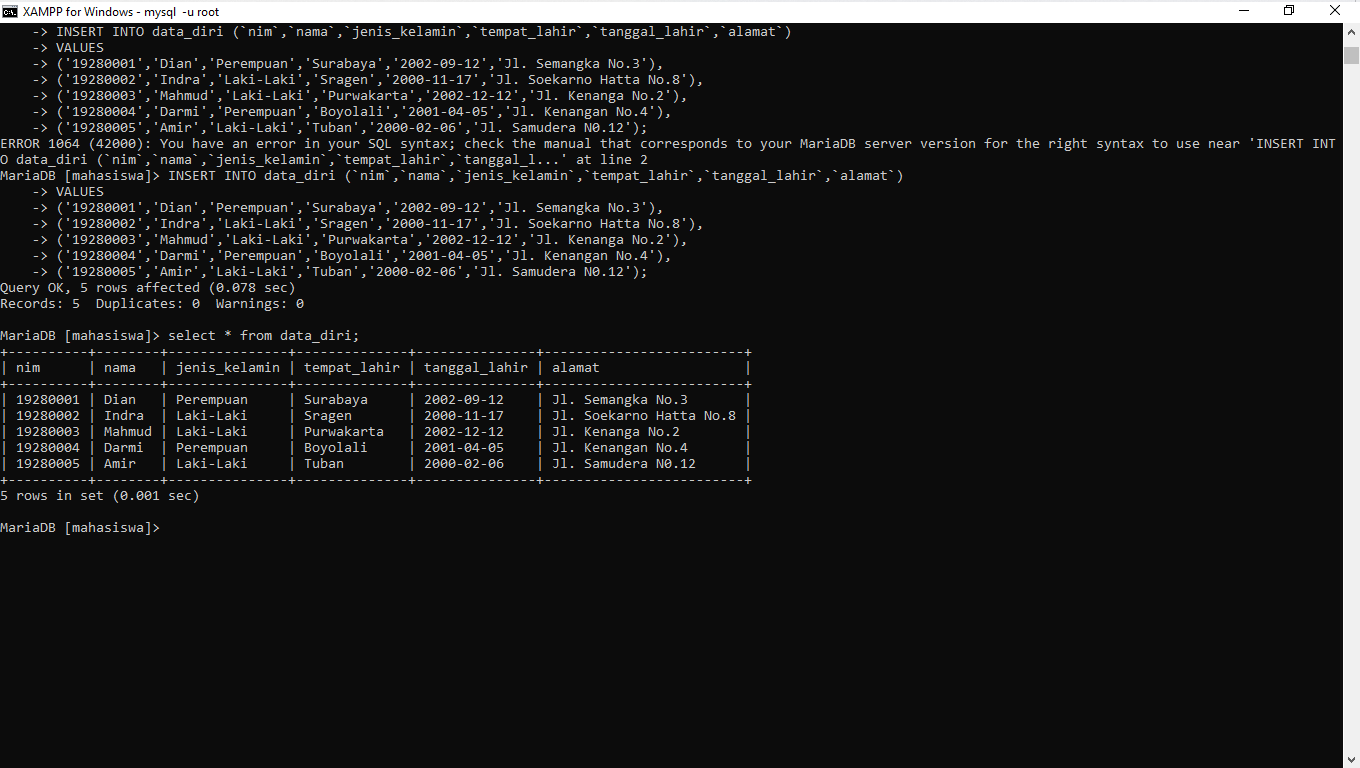 XAMPP for Windows - mysql  -u root
    -> INSERT INTO data_diri (`nim`,`nama`,`jenis_kelamin`,`tempat_lahir`,`tanggal_lahir`,`alamat`)
    -> VALUES
    -> ('19280001','Dian','Perempuan','Surabaya','2002-09-12','Jl. Semangka No.3'),
    -> ('19280002','Indra','Laki-Laki','Sragen','2000-11-17','Jl. Soekarno Hatta No.8'),
    -> ('19280003','Mahmud','Laki-Laki','Purwakarta','2002-12-12','Jl. Kenanga No.2'),
    -> ('19280004','Darmi','Perempuan','Boyolali','2001-04-05','Jl. Kenangan No.4'),
    -> ('19280005','Amir','Laki-Laki','Tuban','2000-02-06','Jl. Samudera N0.12');
ERROR 1064 (42000): You have an error in your SQL syntax; check the manual that corresponds to your MariaDB server version for the right syntax to use near 'INSERT INT
O data_diri (`nim`,`nama`,`jenis_kelamin`,`tempat_lahir`,`tanggal_l...' at line 2
MariaDB [mahasiswa]> INSERT INTO data_diri (`nim`,`nama`,`jenis_kelamin`,`tempat_lahir`,`tanggal_lahir`,`alamat`)
    -> VALUES
    -> ('19280001','Dian','Perempuan','Surabaya','2002-09-12','Jl. Semangka No.3'),
    -> ('19280002','Indra','Laki-Laki','Sragen','2000-11-17','Jl. Soekarno Hatta No.8'),
    -> ('19280003','Mahmud','Laki-Laki','Purwakarta','2002-12-12','Jl. Kenanga No.2'),
    -> ('19280004','Darmi','Perempuan','Boyolali','2001-04-05','Jl. Kenangan No.4'),
    -> ('19280005','Amir','Laki-Laki','Tuban','2000-02-06','Jl. Samudera N0.12');
Query OK, 5 rows affected (0.078 sec)
Records: 5  Duplicates: 0  Warnings: 0
MariaDB [mahasiswa]> select * from data_diri;
+----------+--------+---------------+--------------+---------------+-------------------------+
| nim      | nama   | jenis_kelamin | tempat_lahir | tanggal_lahir | alamat                  |
+----------+--------+---------------+--------------+---------------+-------------------------+
| 19280001 | Dian   | Perempuan     | Surabaya     | 2002-09-12    | Jl. Semangka No.3       |
| 19280002 | Indra  | Laki-Laki     | Sragen       | 2000-11-17    | Jl. Soekarno Hatta No.8 |
| 19280003 | Mahmud | Laki-Laki     | Purwakarta   | 2002-12-12    | Jl. Kenanga No.2        |
| 19280004 | Darmi  | Perempuan     | Boyolali     | 2001-04-05    | Jl. Kenangan No.4       |
| 19280005 | Amir   | Laki-Laki     | Tuban        | 2000-02-06    | Jl. Samudera N0.12      |
+----------+--------+---------------+--------------+---------------+-------------------------+
5 rows in set (0.001 sec)
MariaDB [mahasiswa]>